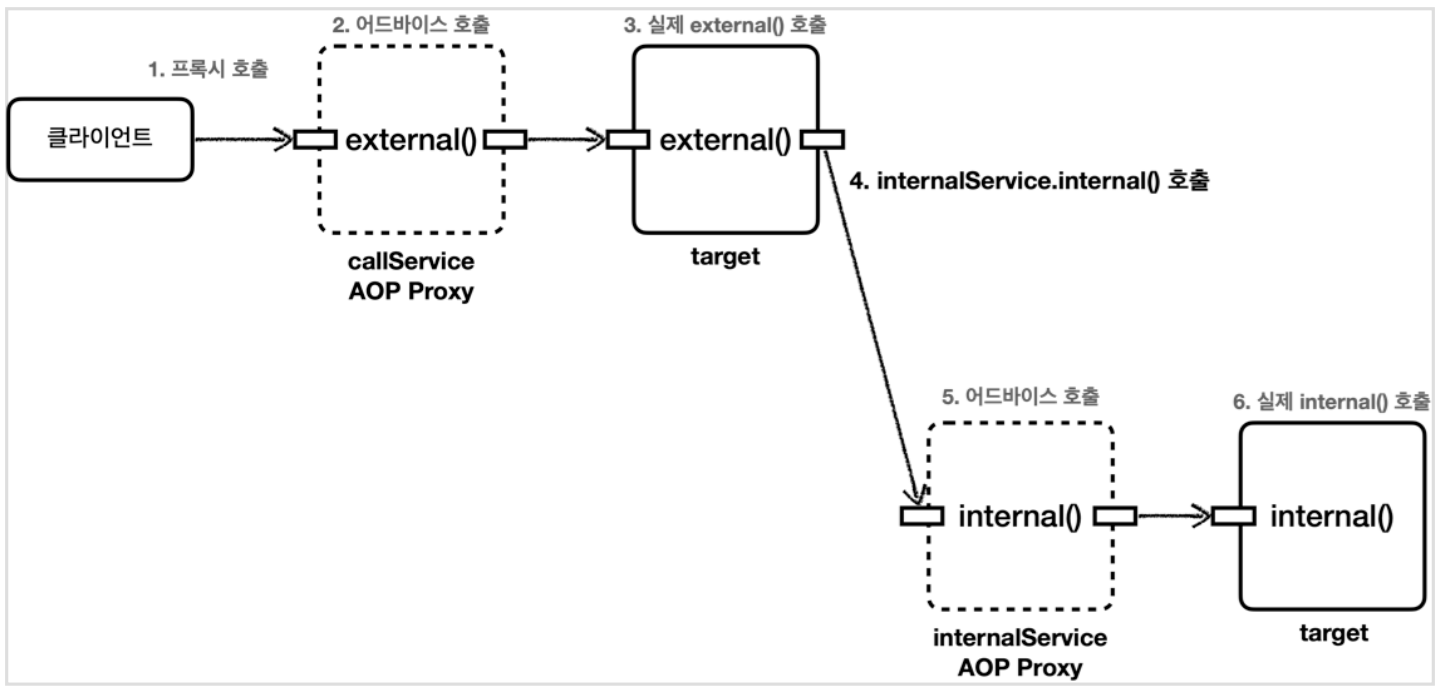 1. 프록시 호출
2. 어드바이스 호출
3. 실제 external() 호출
클라이언트
external()
external()
4. internalService.internal() 호출
callService
AOP Proxy
target
5. 어드바이스 호출
6. 실제 internal() 호출
internal()
internal()
internalService
AOP Proxy
target